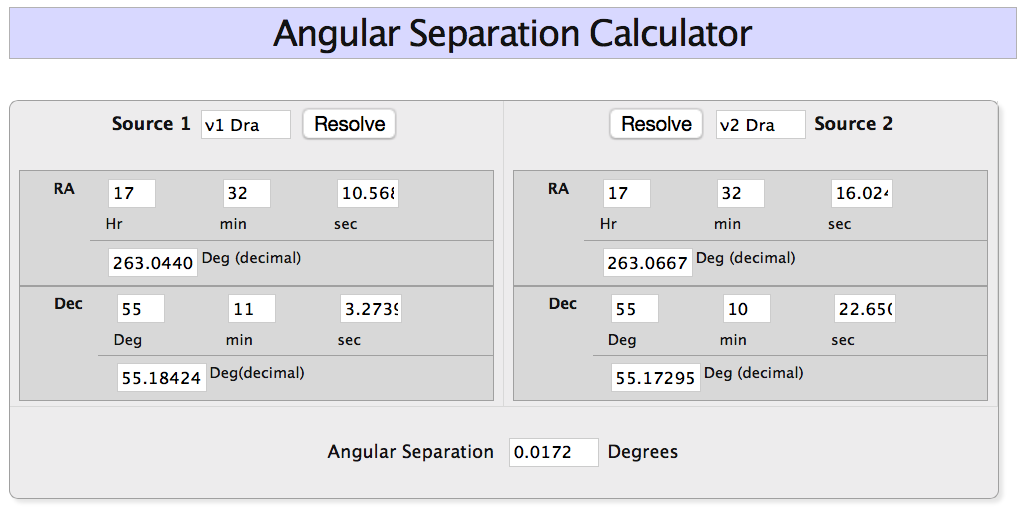 Angular Separation Calculator
Source 1 ν1 Dra Resolve
Resolve ν2 Dra Source 2
RA 17 32 10.568
Hr min sec
263.0440 Deg (decimal)
Dec 55 11 3.2739
Deg min sec
55.18424 Deg(decimal)
RA 17 32 16.024
Hr min sec
263.0667 Deg (decimal)
Dec 55 10 22.650
Deg min sec
55.17295 Deg (decimal)
Angular Separation 0.0172 Degrees